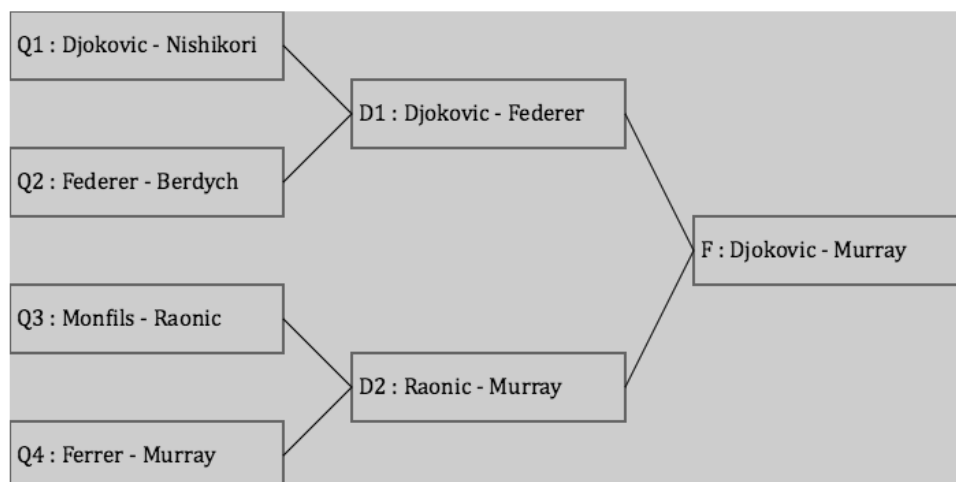 Q1 : Djokovic - Nishikori
D1 : Djokovic - Federer
Q2 : Federer - Berdych
F : Djokovic - Murray
Q3 : Monfils - Raonic
D2 : Raonic - Murray
Q4 : Ferrer - Murray